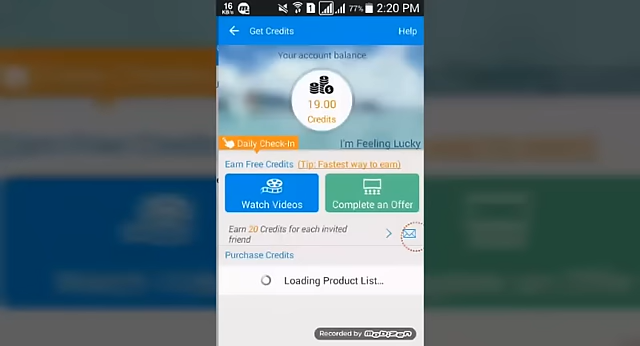 16 KB/s 1 77% 2:20 PM
Get Credits Help
Your account balance
19.00
Credits
Daily Check-In I'm Feeling Lucky
Earn Free Credits (Tip: Fastest way to earn)
Watch Videos Complete an Offer
Earn 20 Credits for each invited
friend
Purchase Credits
Loading Product List...
Recorded by mobizen